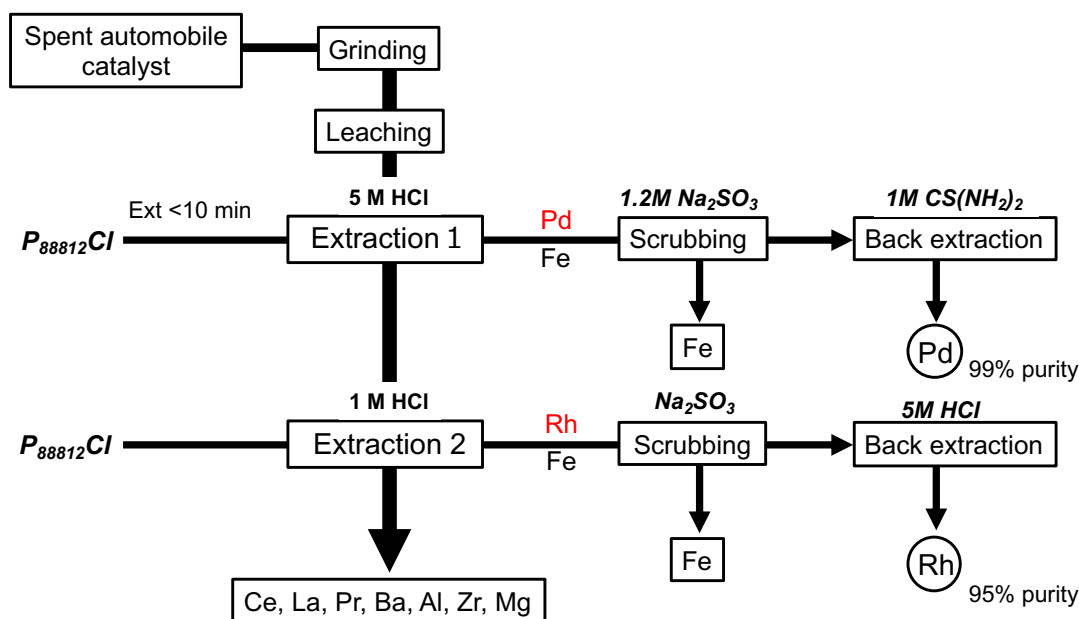 Spent automobile
catalyst
Grinding
Leaching
5 M HCl
1.2M Na₂SO₃
1M CS(NH₂)₂
Ext <10 min
P₈₈₈₁₂Cl
Extraction 1
Pd
Fe
Scrubbing
Back extraction
Fe
Pd
99% purity
1 M HCl
Na₂SO₃
5M HCl
P₈₈₈₁₂Cl
Extraction 2
Rh
Fe
Scrubbing
Back extraction
Fe
Rh
95% purity
Ce, La, Pr, Ba, Al, Zr, Mg